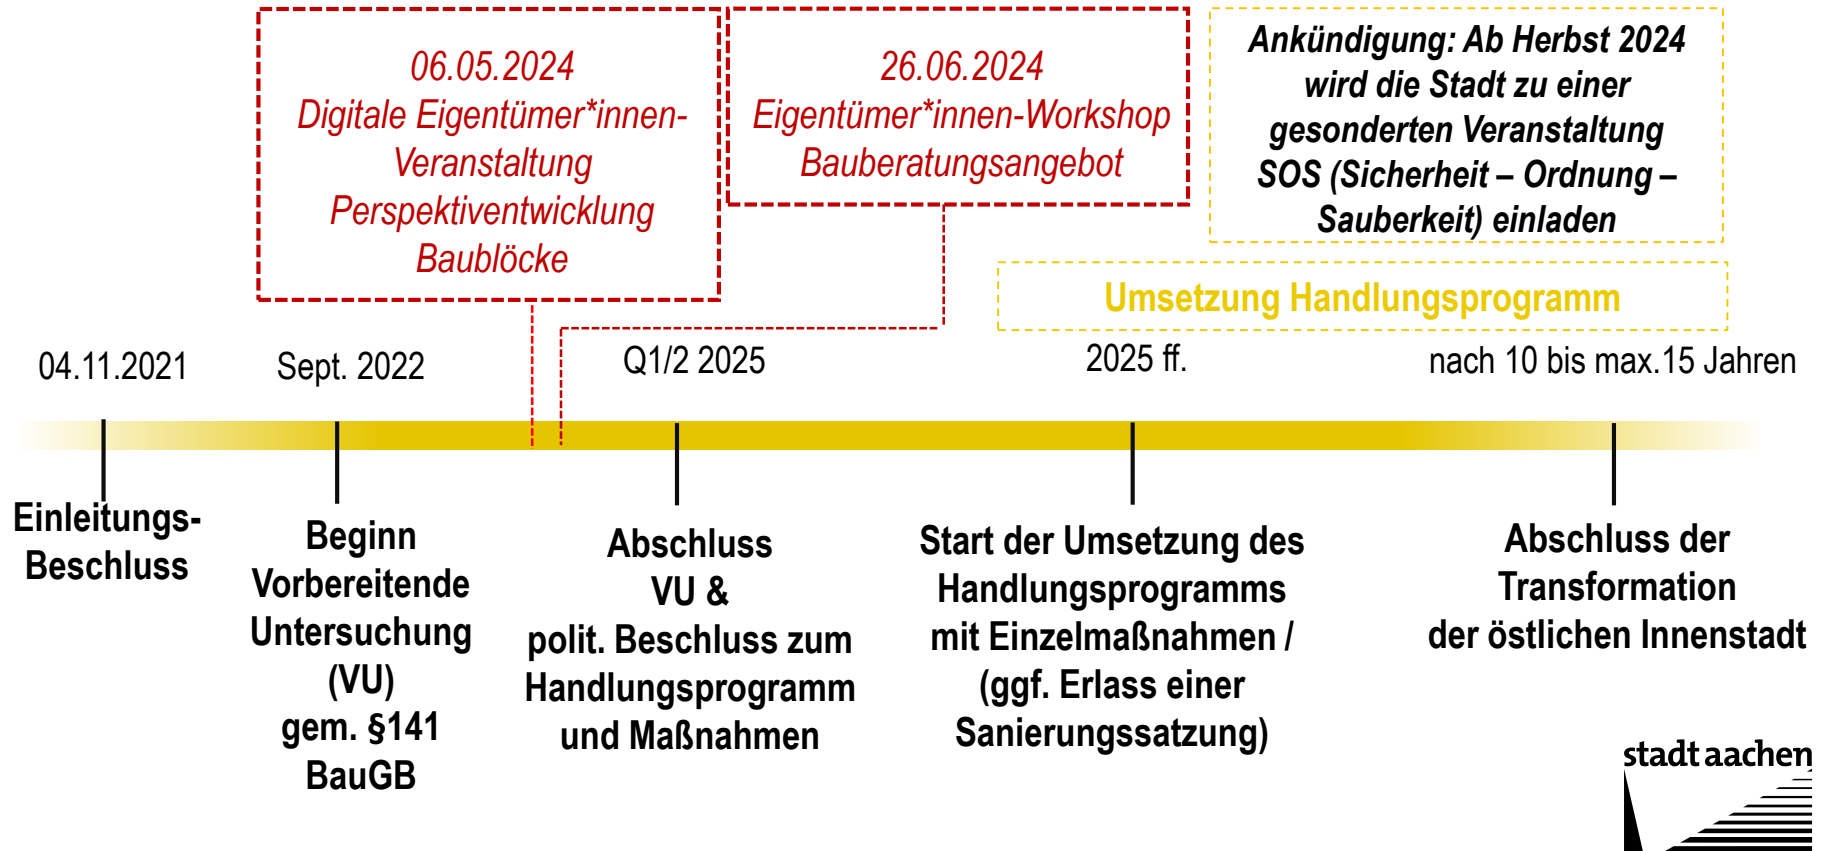 06.05.2024
Digitale Eigentümer*innen-
Veranstaltung
Perspektiventwicklung
Baublöcke
26.06.2024
Eigentümer*innen-Workshop
Bauberatungsangebot
Ankündigung: Ab Herbst 2024
wird die Stadt zu einer
gesonderten Veranstaltung
SOS (Sicherheit – Ordnung –
Sauberkeit) einladen
Umsetzung Handlungsprogramm
04.11.2021
Sept. 2022
Q1/2 2025
2025 ff.
nach 10 bis max.15 Jahren
Einleitungs-
Beschluss
Beginn
Vorbereitende
Untersuchung
(VU)
gem. §141
BauGB
Abschluss
VU &
polit. Beschluss zum
Handlungsprogramm
und Maßnahmen
Start der Umsetzung des
Handlungsprogramms
mit Einzelmaßnahmen /
(ggf. Erlass einer
Sanierungssatzung)
Abschluss der
Transformation
der östlichen Innenstadt
stadt aachen